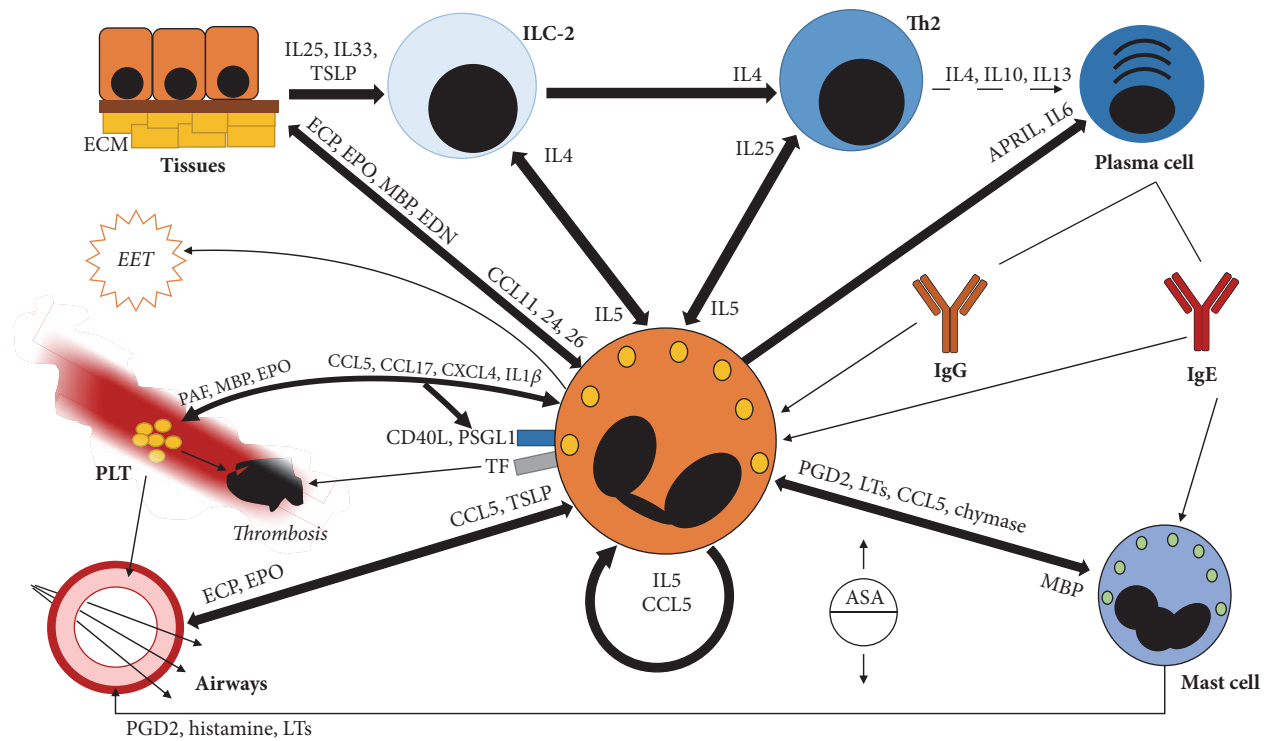 ILC-2
Th2
IL25, IL33,
TSLP
IL4
IL4, IL10, IL13
ECM
Tissues
ECP, EPO, MBP, EDN
CCL11, 24, 26
IL4
IL25
APRIL, IL6
Plasma cell
EET
IL5
IL5
IgG
IgE
PAF, MBP, EPO
CCL5, CCL17, CXCL4, IL1β
CD40L, PSGL1
TF
PLT
Thrombosis
CCL5, TSLP
ECP, EPO
PGD2, LTs, CCL5, chymase
MBP
IL5
CCL5
ASA
Airways
Mast cell
PGD2, histamine, LTs